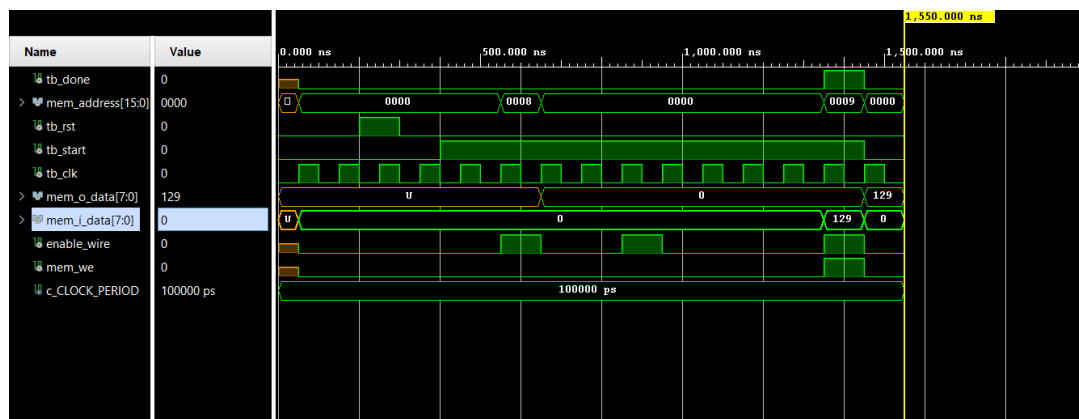 1,550.000 ns
Name Value 0.000 ns 500.000 ns 1,000.000 ns 1,500.000 ns
tb_done 0
mem_address[15:0] 0000 0000 0008 0000 0009 0000
tb_rst 0
tb_start 0
tb_clk 0
mem_o_data[7:0] 129 U 0 129
mem_i_data[7:0] 0 U 0 129 0
enable_wire 0
mem_we 0
c_CLOCK_PERIOD 100000 ps 100000 ps